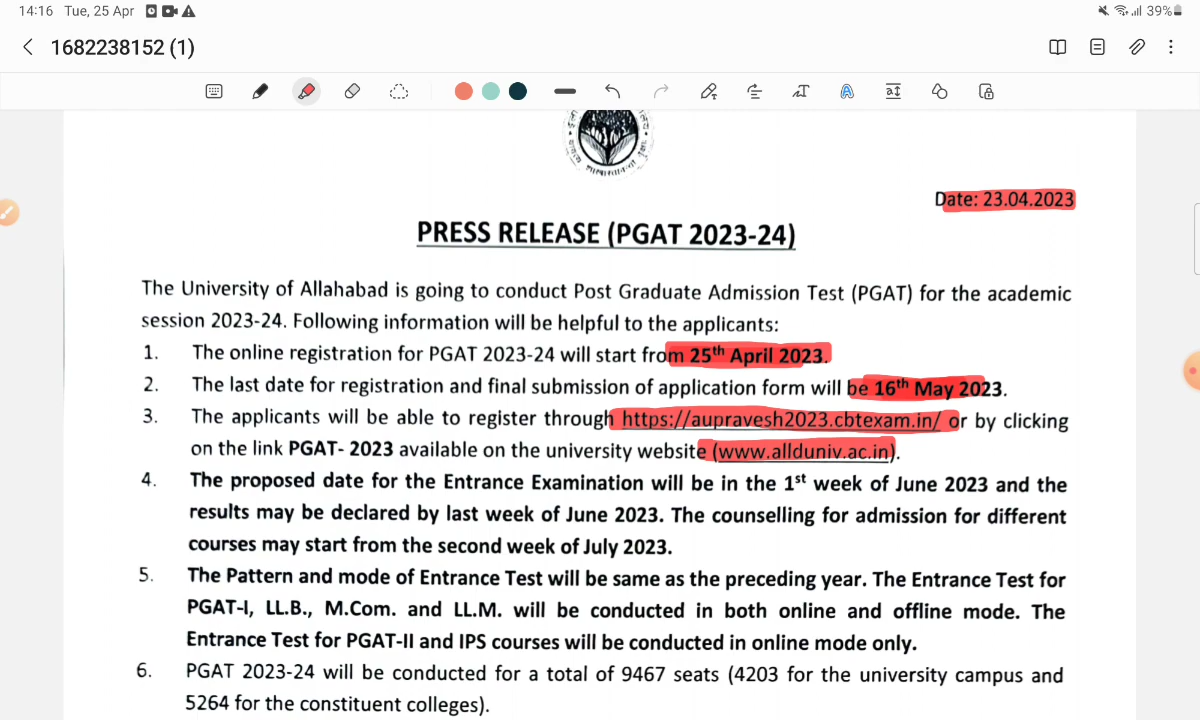 14:16 Tue, 25 Apr
39%
1682238152 (1)
Date: 23.04.2023
PRESS RELEASE (PGAT 2023-24)
The University of Allahabad is going to conduct Post Graduate Admission Test (PGAT) for the academic
session 2023-24. Following information will be helpful to the applicants:
1. The online registration for PGAT 2023-24 will start from 25th April 2023.
2. The last date for registration and final submission of application form will be 16th May 2023.
3. The applicants will be able to register through https://aupravesh2023.cbtexam.in/ or by clicking
on the link PGAT- 2023 available on the university website (www.allduniv.ac.in).
4. The proposed date for the Entrance Examination will be in the 1st week of June 2023 and the
results may be declared by last week of June 2023. The counselling for admission for different
courses may start from the second week of July 2023.
5. The Pattern and mode of Entrance Test will be same as the preceding year. The Entrance Test for
PGAT-I, LL.B., M.Com. and LL.M. will be conducted in both online and offline mode. The
Entrance Test for PGAT-II and IPS courses will be conducted in online mode only.
6. PGAT 2023-24 will be conducted for a total of 9467 seats (4203 for the university campus and
5264 for the constituent colleges).